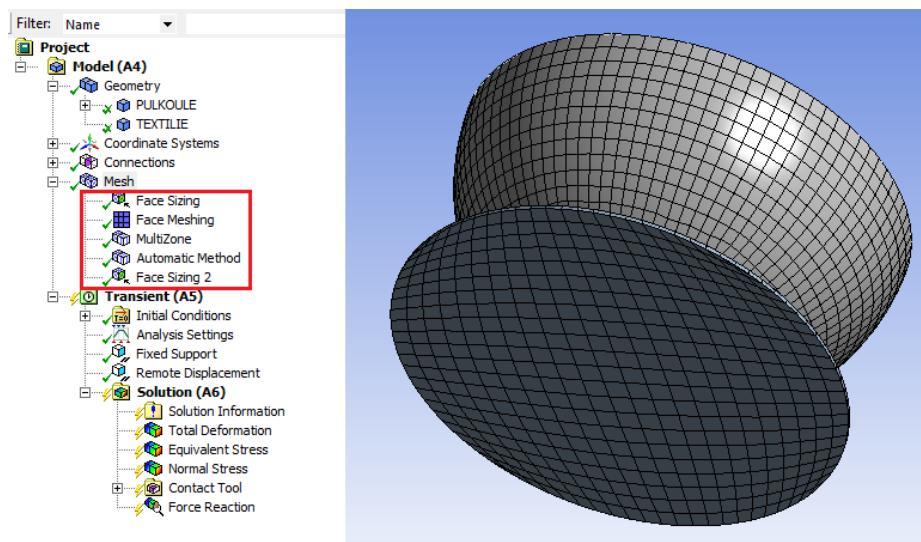 Filter: Name
Project
Model (A4)
Geometry
PULKOULE
TEXTILIE
Coordinate Systems
Connections
Mesh
Face Sizing
Face Meshing
MultiZone
Automatic Method
Face Sizing 2
Transient (A5)
T=0 Initial Conditions
Analysis Settings
Fixed Support
Remote Displacement
Solution (A6)
Solution Information
Total Deformation
Equivalent Stress
Normal Stress
Contact Tool
Force Reaction